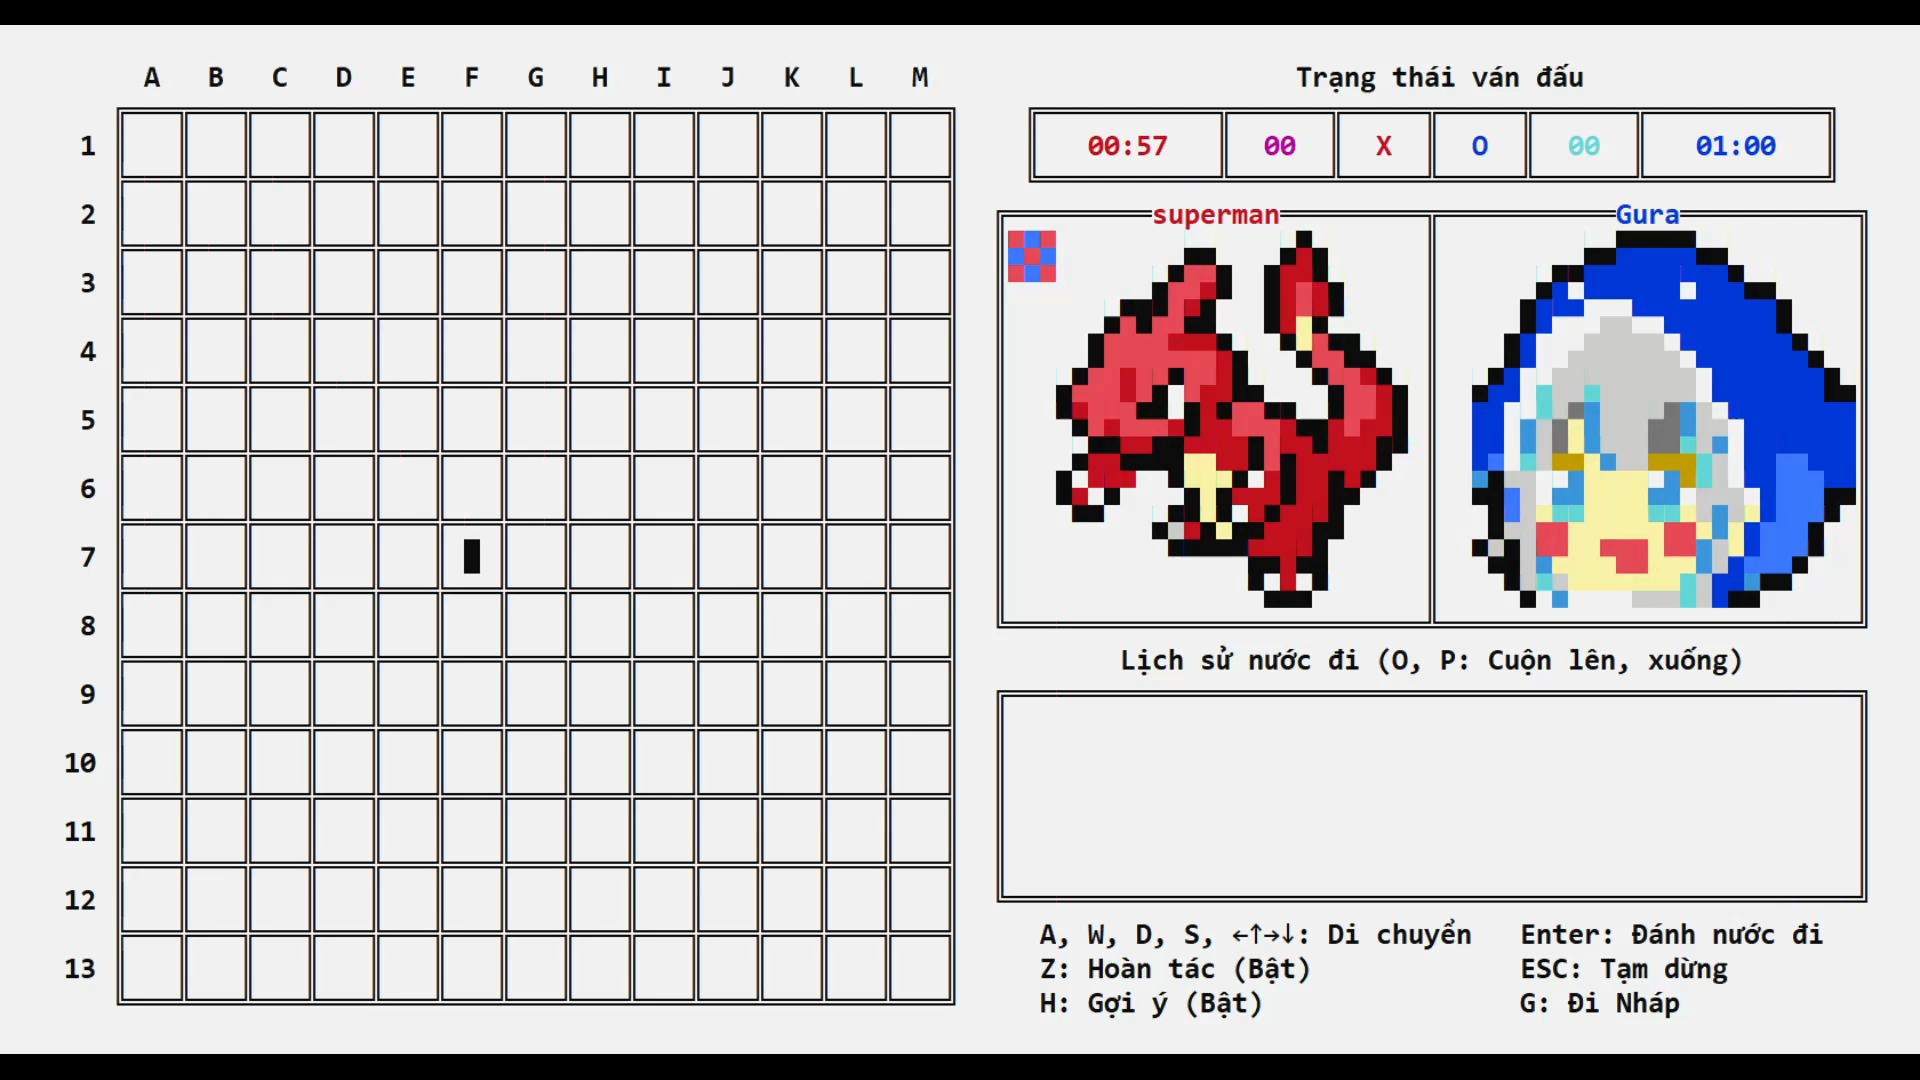 A B C D E F G H I J K L M
1
2
3
4
5
6
7
8
9
10
11
12
13
Trạng thái ván đấu
00:57 00 X O 00 01:00
superman
Gura
Lịch sử nước đi (O, P: Cuộn lên, xuống)
A, W, D, S, ←↑→↓: Di chuyển
Enter: Đánh nước đi
Z: Hoàn tác (Bật)
ESC: Tạm dừng
H: Gợi ý (Bật)
G: Đi Nháp